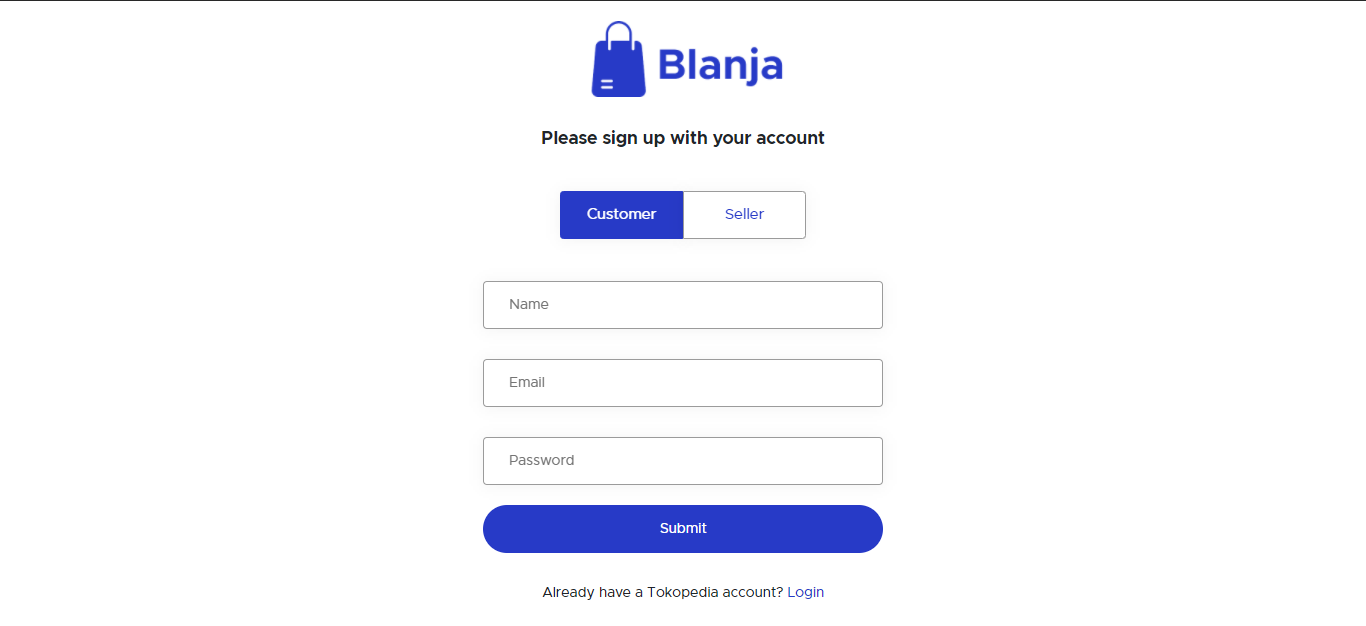 Blanja
Please sign up with your account
Customer Seller
Name
Email
Password
Submit
Already have a Tokopedia account? Login